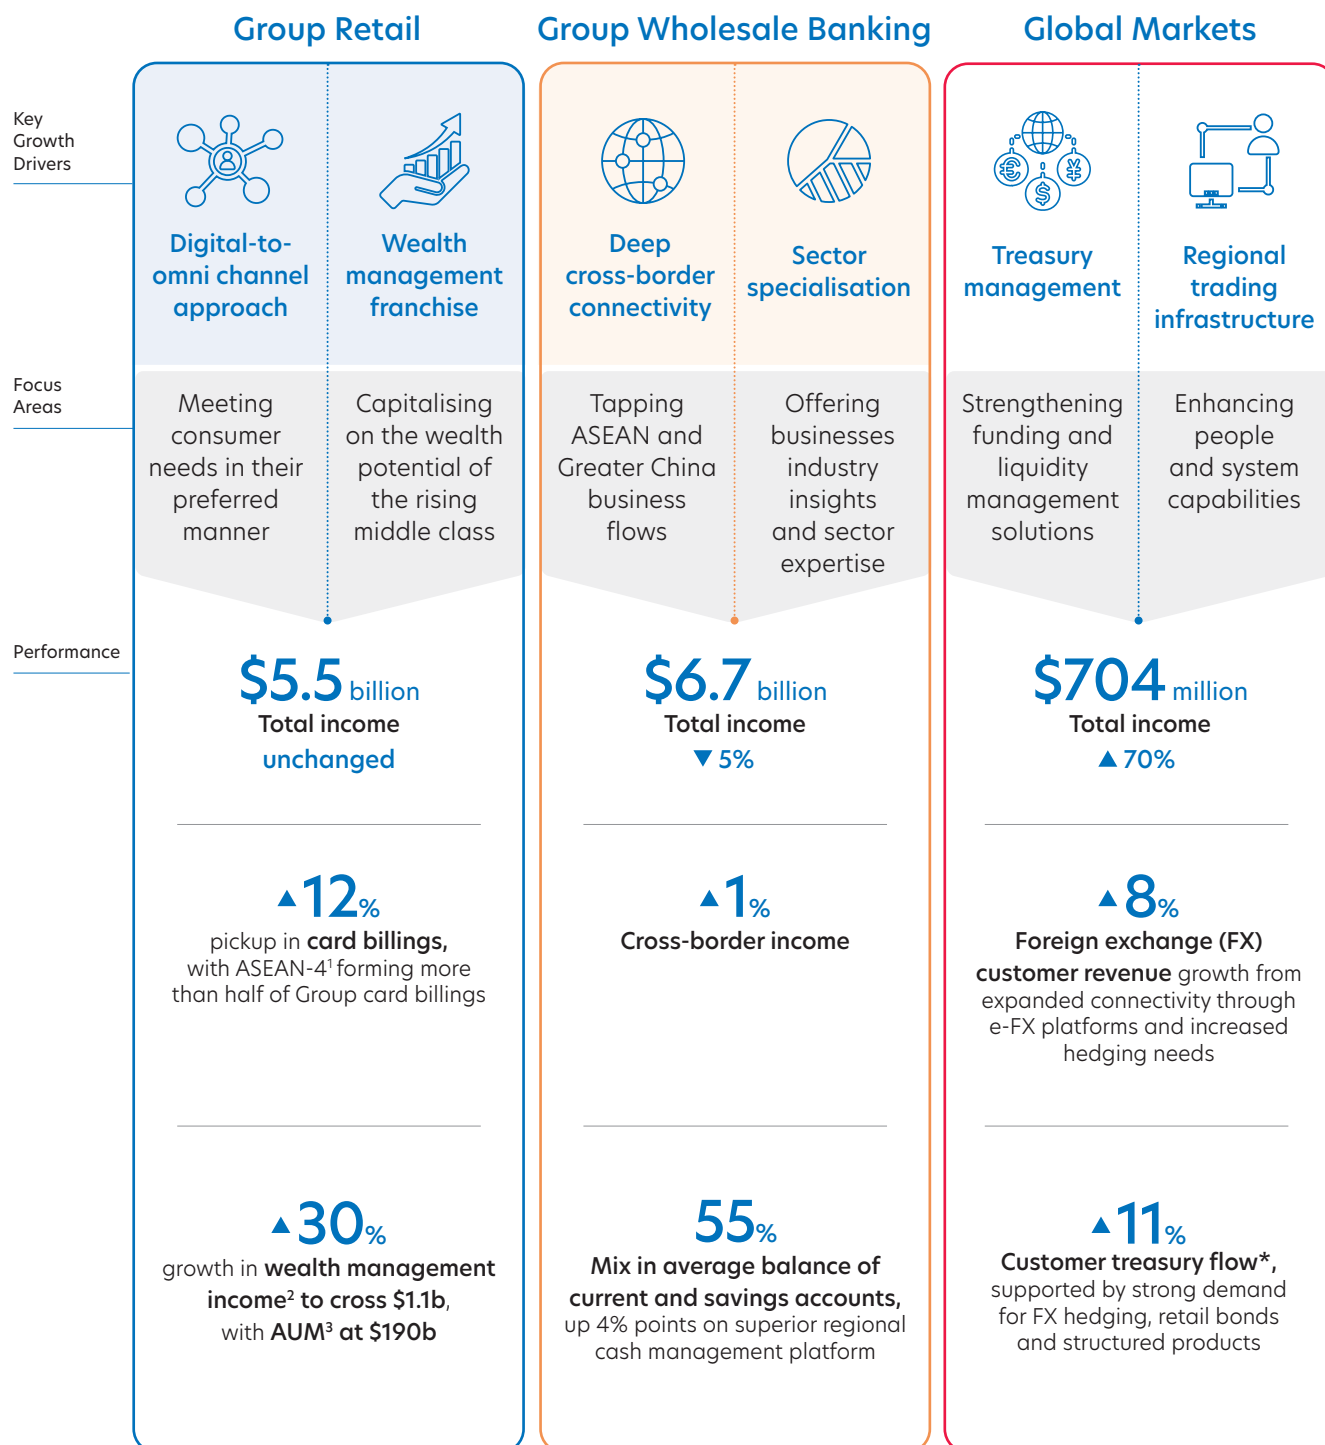 Group Retail
Group Wholesale Banking
Global Markets
Key
Growth
Drivers
Digital-to-
omni channel
approach
Wealth
management
franchise
Deep
cross-border
connectivity
Sector
specialisation
€
$
¥
Treasury
management
Regional
trading
infrastructure
Focus
Areas
Meeting
consumer
needs in their
preferred
manner
Capitalising
on the wealth
potential of
the rising
middle class
Tapping
ASEAN and
Greater China
business
flows
Offering
businesses
industry
insights
and sector
expertise
Strengthening
funding and
liquidity
management
solutions
Enhancing
people
and system
capabilities
Performance
$5.5 billion
Total income
unchanged
▲12%
pickup in card billings,
with ASEAN-4¹ forming more
than half of Group card billings
▲30%
growth in wealth management
income² to cross $1.1b,
with AUM³ at $190b
$6.7 billion
Total income
▼ 5%
▲1%
Cross-border income
55%
Mix in average balance of
current and savings accounts,
up 4% points on superior regional
cash management platform
$704 million
Total income
▲ 70%
▲8%
Foreign exchange (FX)
customer revenue growth from
expanded connectivity through
e-FX platforms and increased
hedging needs
▲11%
Customer treasury flow*,
supported by strong demand
for FX hedging, retail bonds
and structured products